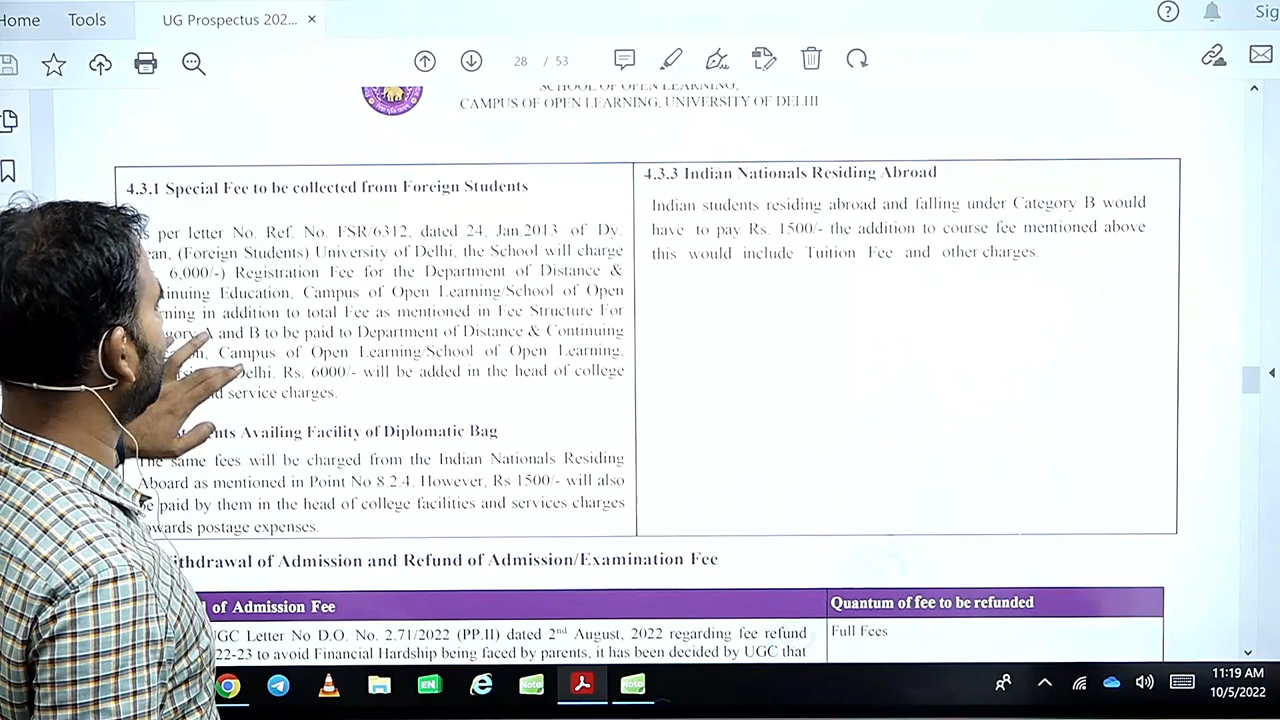 Home
Tools
UG Prospectus 202...
×
Sig
28 / 53
SCHOOL OF OPEN LEARNING,
CAMPUS OF OPEN LEARNING, UNIVERSITY OF DELHI
4.3.1 Special Fee to be collected from Foreign Students
s per letter No. Ref. No. FSR/6312, dated 24, Jan.2013 of Dy.
ean, (Foreign Students) University of Delhi, the School will charge
6,000/-) Registration Fee for the Department of Distance &
tinuing Education, Campus of Open Learning/School of Open
rning in addition to total Fee as mentioned in Fee Structure For
gory A and B to be paid to Department of Distance & Continuing
n, Campus of Open Learning/School of Open Learning,
Delhi. Rs. 6000/- will be added in the head of college
d service charges.
ents Availing Facility of Diplomatic Bag
The same fees will be charged from the Indian Nationals Residing
Aboard as mentioned in Point No 8.2.4. However, Rs 1500/- will also
be paid by them in the head of college facilities and services charges
owards postage expenses.
4.3.3 Indian Nationals Residing Abroad
Indian students residing abroad and falling under Category B would
have to pay Rs. 1500/- the addition to course fee mentioned above
this would include Tuition Fee and other charges.
ithdrawal of Admission and Refund of Admission/Examination Fee
l of Admission Fee
Quantum of fee to be refunded
UGC Letter No D.O. No. 2.71/2022 (PP.II) dated 2nd August, 2022 regarding fee refund
22-23 to avoid Financial Hardship being faced by parents, it has been decided by UGC that
Full Fees
EN
Note
Note
11:19 AM
10/5/2022